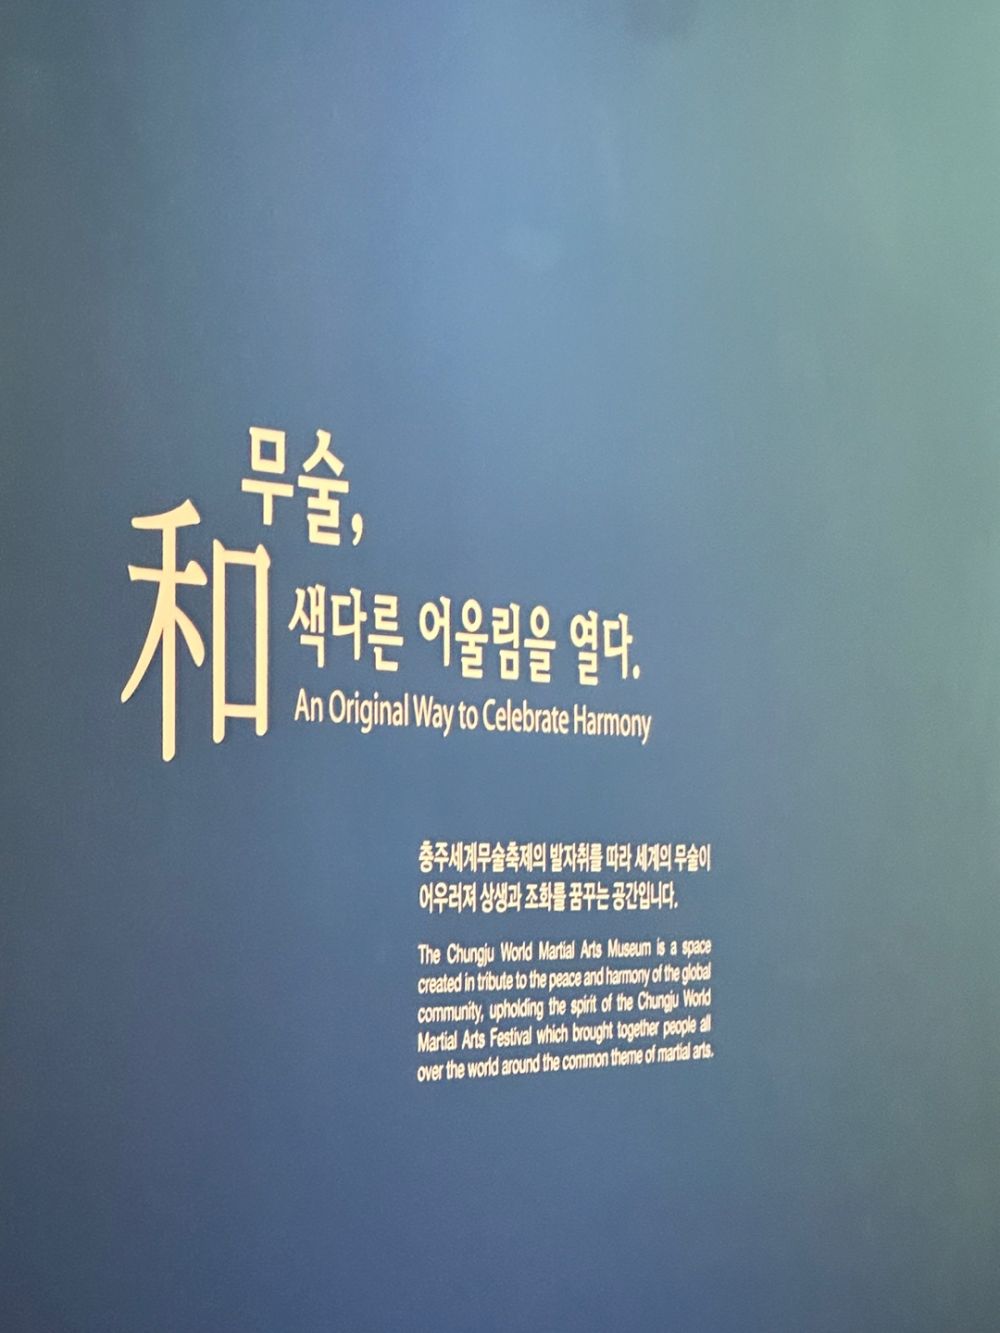 무술,
和
색다른 어울림을 열다.
An Original Way to Celebrate Harmony
충주세계무술축제의 발자취를 따라 세계의 무술이
어우러져 상생과 조화를 꿈꾸는 공간입니다.
The Chungju World Martial Arts Museum is a space
created in tribute to the peace and harmony of the global
community, upholding the spirit of the Chungju World
Martial Arts Festival which brought together people all
over the world around the common theme of martial arts.